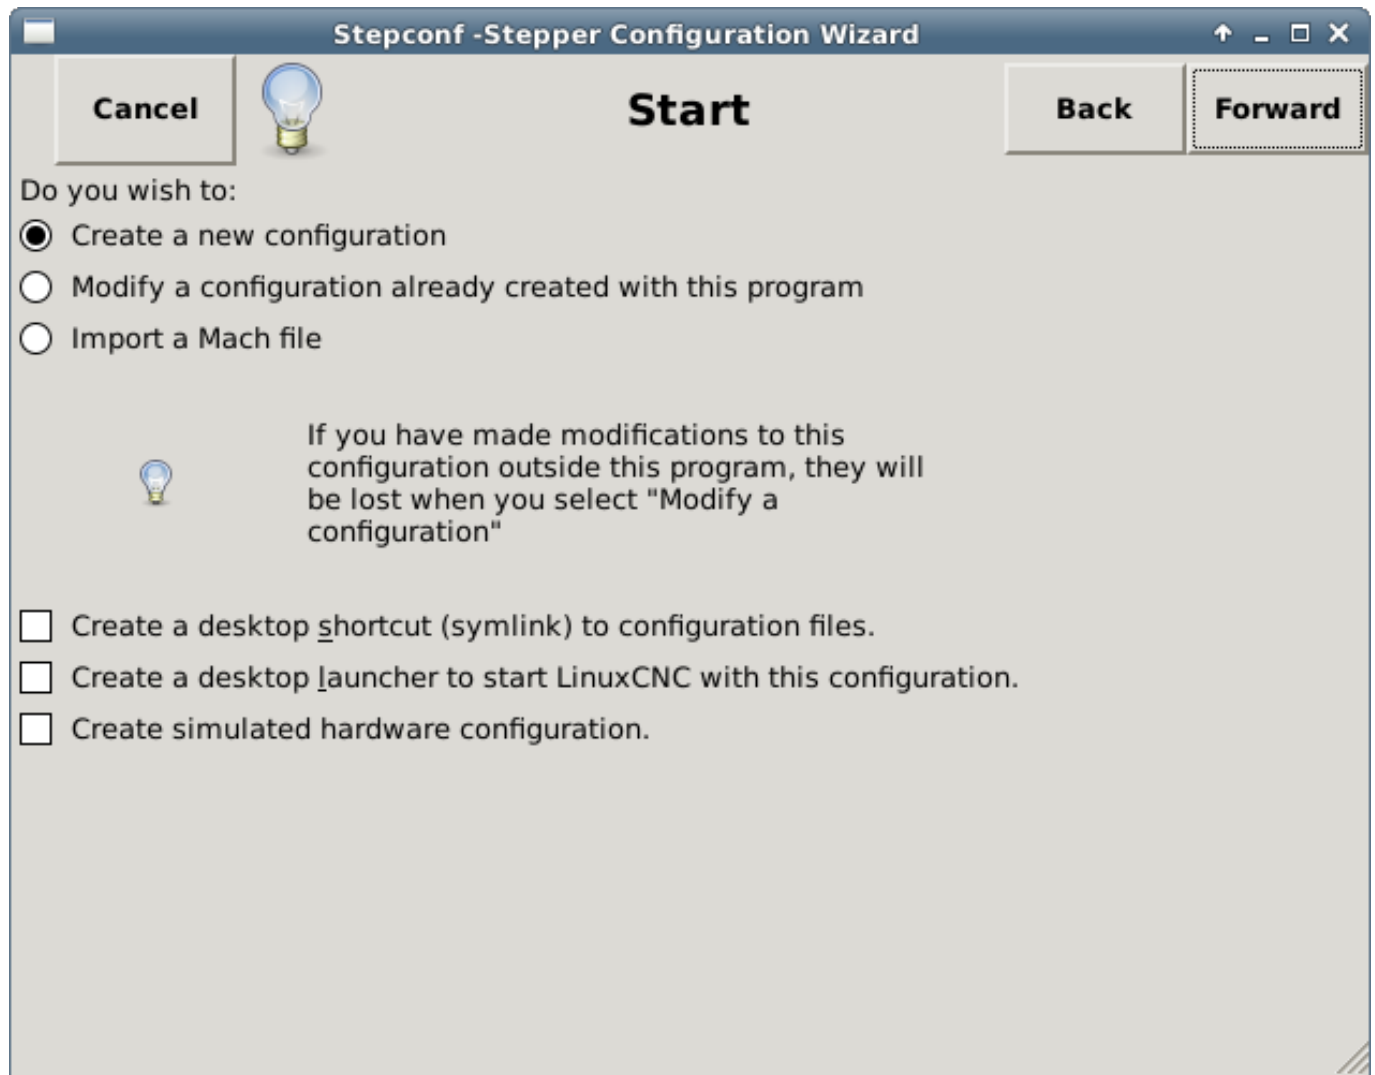 Stepconf -Stepper Configuration Wizard
Cancel
Start
Back
Forward
Do you wish to:
Create a new configuration
Modify a configuration already created with this program
Import a Mach file
If you have made modifications to this
configuration outside this program, they will
be lost when you select "Modify a
configuration"
Create a desktop shortcut (symlink) to configuration files.
Create a desktop launcher to start LinuxCNC with this configuration.
Create simulated hardware configuration.